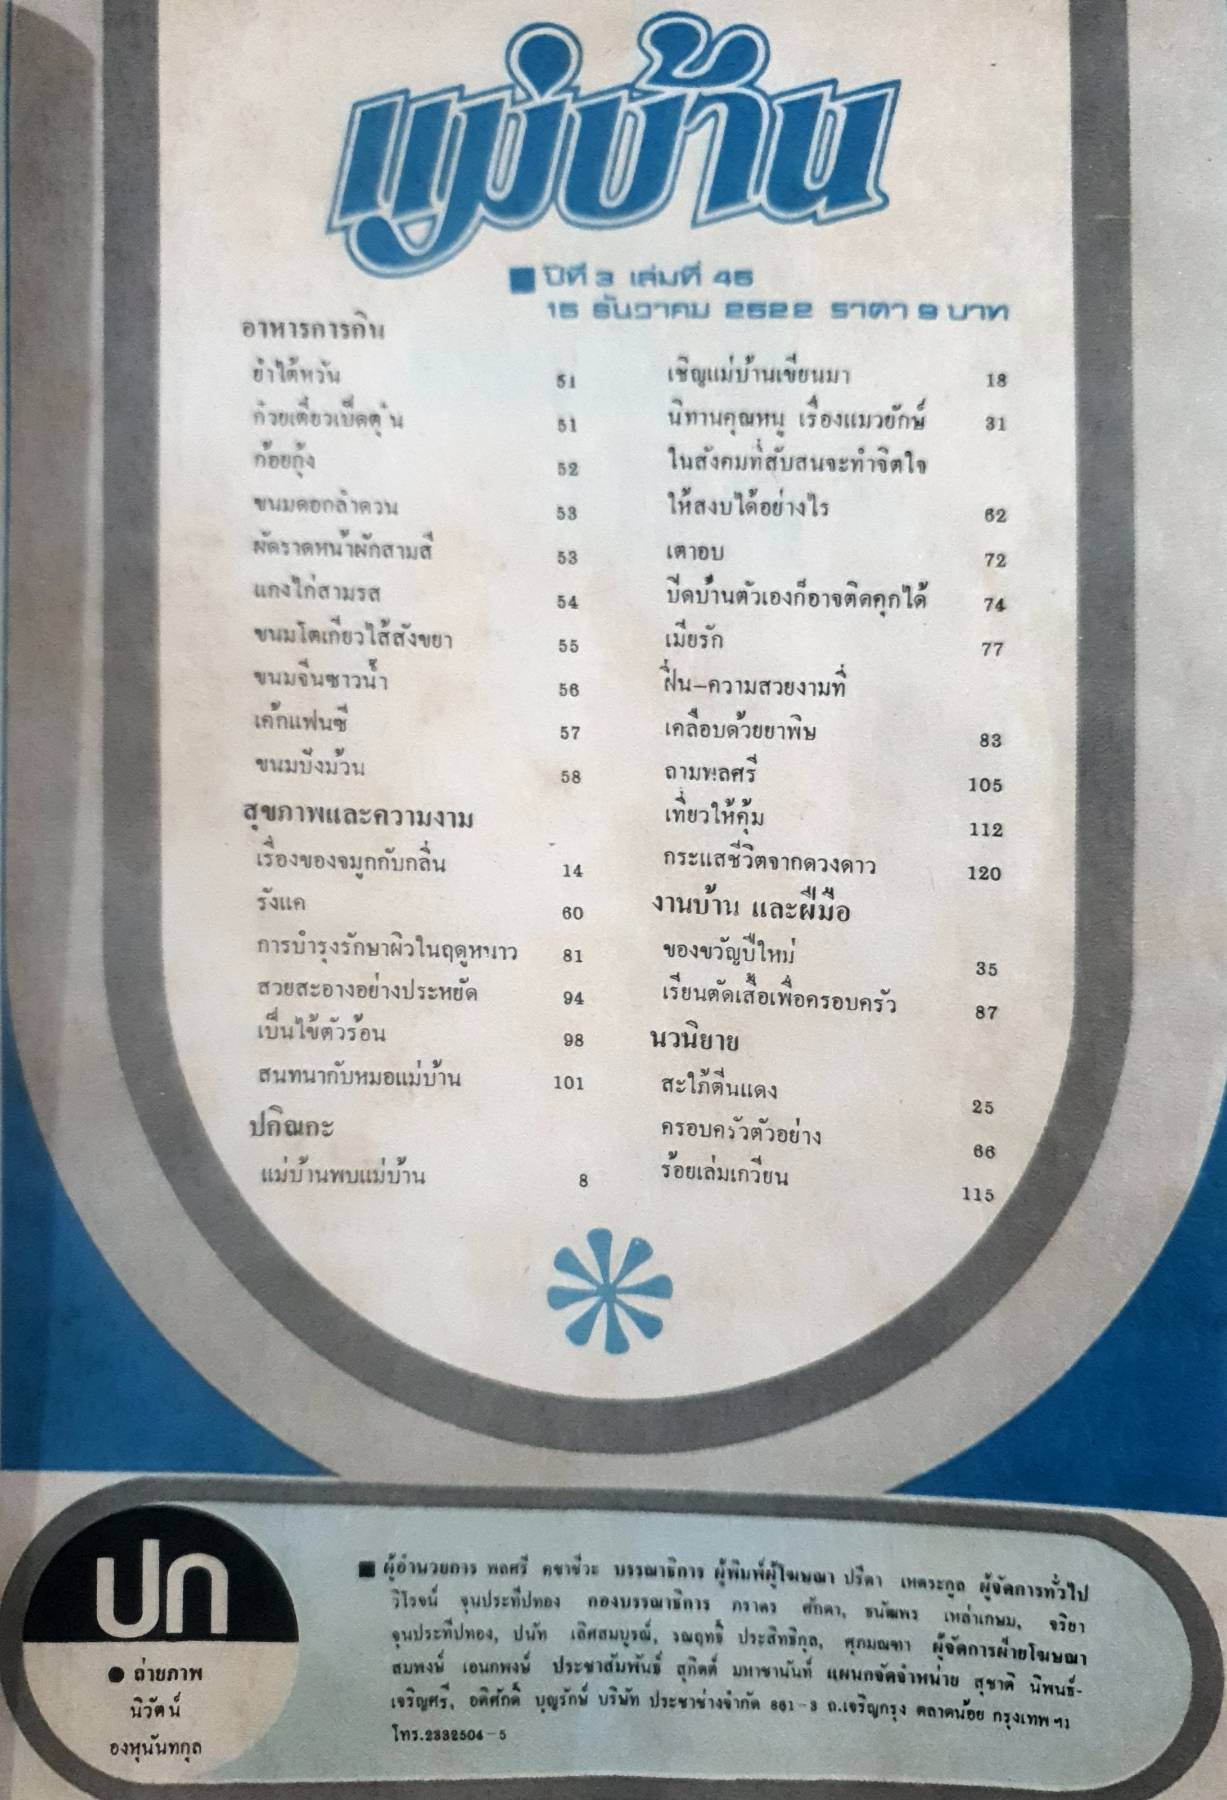 แม่บ้าน
ปีที่ 3 เล่มที่ 45
15 ธันวาคม 2522 ราคา 9 บาท
อาหารการกิน
ยำไต้หวัน 51
ก๋วยเตี๋ยวเป็ดตุ๋น 51
ก้อยกุ้ง 52
ขนมดอกลำดวน 53
ผัดราดหน้าผักสามสี 53
แกงไก่สามรส 54
ขนมโตเกียวไส้สังขยา 55
ขนมจีนซาวน้ำ 56
เค้กแฟนซี 57
ขนมปังม้วน 58
สุขภาพและความงาม
เรื่องของจมูกกับกลิ่น 14
รังแค 60
การบำรุงรักษาผิวในฤดูหนาว 81
สวยสะอางอย่างประหยัด 94
เป็นไข้ตัวร้อน 98
สนทนากับหมอแม่บ้าน 101
ปกิณกะ
แม่บ้านพบแม่บ้าน 8
เชิญแม่บ้านเขียนมา 18
นิทานคุณหนู เรื่องแมวยักษ์ 31
ในสังคมที่สับสนจะทำจิตใจ
ให้สงบได้อย่างไร 62
เตาอบ 72
ปีดบ้านตัวเองก็อาจติดคุกได้ 74
เมียรัก 77
ฝิ่น-ความสวยงามที่
เคลือบด้วยยาพิษ 83
ถามพลศรี 105
เที่ยวให้คุ้ม 112
กระแสชีวิตจากดวงดาว 120
งานบ้าน และฝีมือ
ของขวัญปีใหม่ 35
เรียนตัดเสื้อเพื่อครอบครัว 87
นวนิยาย
สะใภ้ตีนแดง 25
ครอบครัวตัวอย่าง 66
ร้อยเล่มเกวียน 115
ปก
● ถ่ายภาพ
นิวัตน์
องหุนันทกุล
ผู้อำนวยการ พลศรี คชาชีวะ บรรณาธิการ ผู้พิมพ์ผู้โฆษณา ปรีดา เหตระกูล ผู้จัดการทั่วไป
วิโรจน์ จุนประทีปทอง กองบรรณาธิการ ภราดร ศักดา, ธนัฒพร เหล่าเกษม, จริยา
จุนประทีปทอง, ปนัท เลิศสมบูรณ์, รณฤทธิ์ ประสิทธิกุล, ศุภมณฑา ผู้จัดการฝ่ายโฆษณา
สมพงษ์ เอนกพงษ์ ประชาสัมพันธ์ สุกิตติ์ มหาชานันท์ แผนกจัดจำหน่าย สุชาติ นิพนธ์-
เจริญศรี, อดิศักดิ์ บุญรักษ์ บริษัท ประชาช่างจำกัด 861-3 ถ.เจริญกรุง ตลาดน้อย กรุงเทพ ฯ
โทร.2332504-5